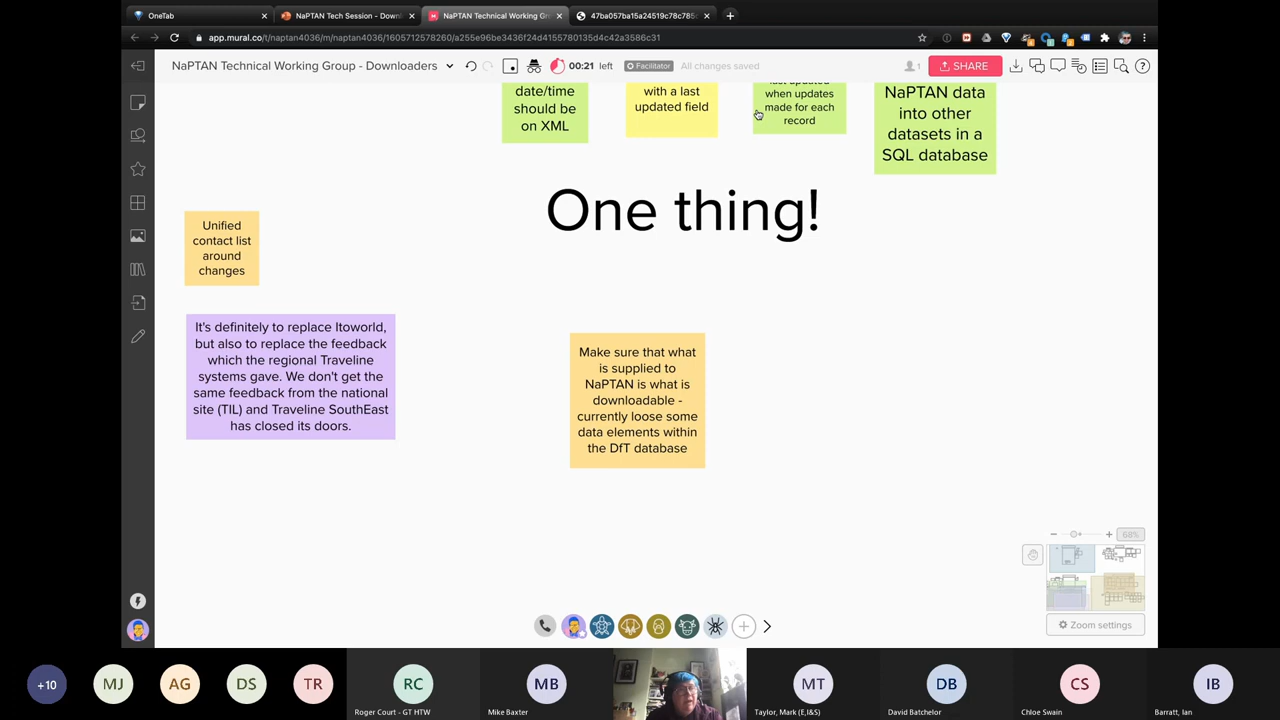 OneTab
NaPTAN Tech Session - Downl
NaPTAN Technical Working Gr
47ba057ba15a24519c78c785
app.mural.co/t/naptan4036/m/naptan4036/1605712578260/a255e96be3436f24d4155780135d4c42a3586c31
NaPTAN Technical Working Group - Downloaders
00:21 left
Facilitator
All changes saved
1
SHARE
date/time
should be
on XML
with a last
updated field
last updated
when updates
made for each
record
NaPTAN data
into other
datasets in a
SQL database
One thing!
Unified
contact list
around
changes
It's definitely to replace Itoworld,
but also to replace the feedback
which the regional Traveline
systems gave. We don't get the
same feedback from the national
site (TIL) and Traveline SouthEast
has closed its doors.
Make sure that what
is supplied to
NaPTAN is what is
downloadable -
currently loose some
data elements within
the DfT database
68%
Zoom settings
+10
MJ
AG
DS
TR
RC
Roger Court - GT HTW
MB
Mike Baxter
MT
Taylor, Mark (E,I&S)
DB
David Batchelor
CS
Chloe Swain
IB
Barratt, Ian